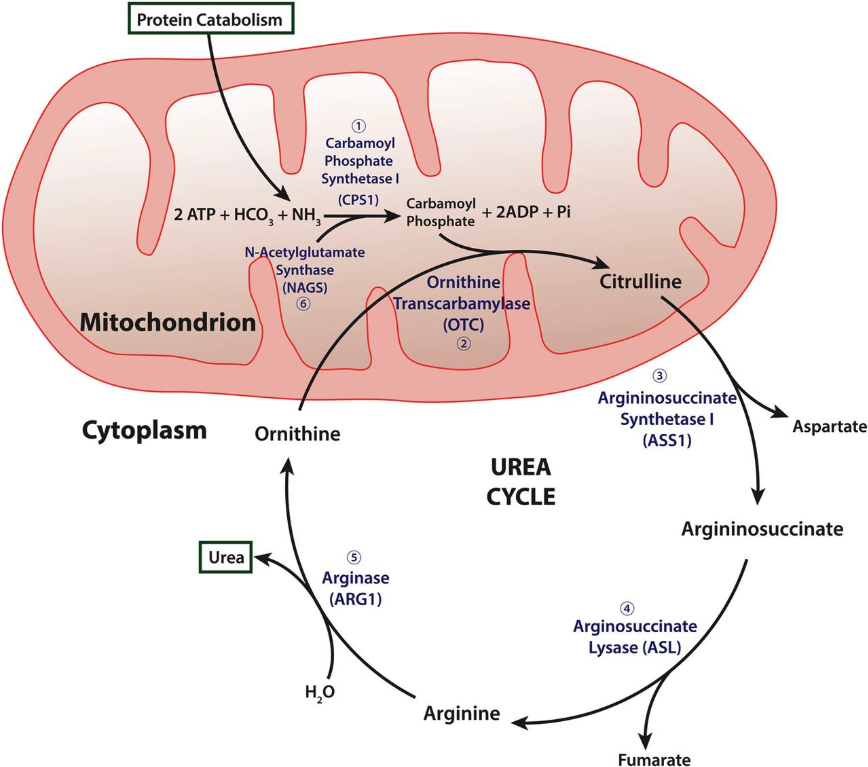 Protein Catabolism
①
Carbamoyl
Phosphate
Synthetase I
(CPS1)
2 ATP + HCO3 + NH3
Carbamoyl
Phosphate
+ 2ADP + Pi
N-Acetylglutamate
Synthase
(NAGS)
⑥
Ornithine
Transcarbamylase
(OTC)
②
Citrulline
Mitochondrion
③
Argininosuccinate
Synthetase I
(ASS1)
Aspartate
Cytoplasm
Ornithine
UREA
CYCLE
Argininosuccinate
Urea
⑤
Arginase
(ARG1)
④
Arginosuccinate
Lysase (ASL)
H2O
Arginine
Fumarate